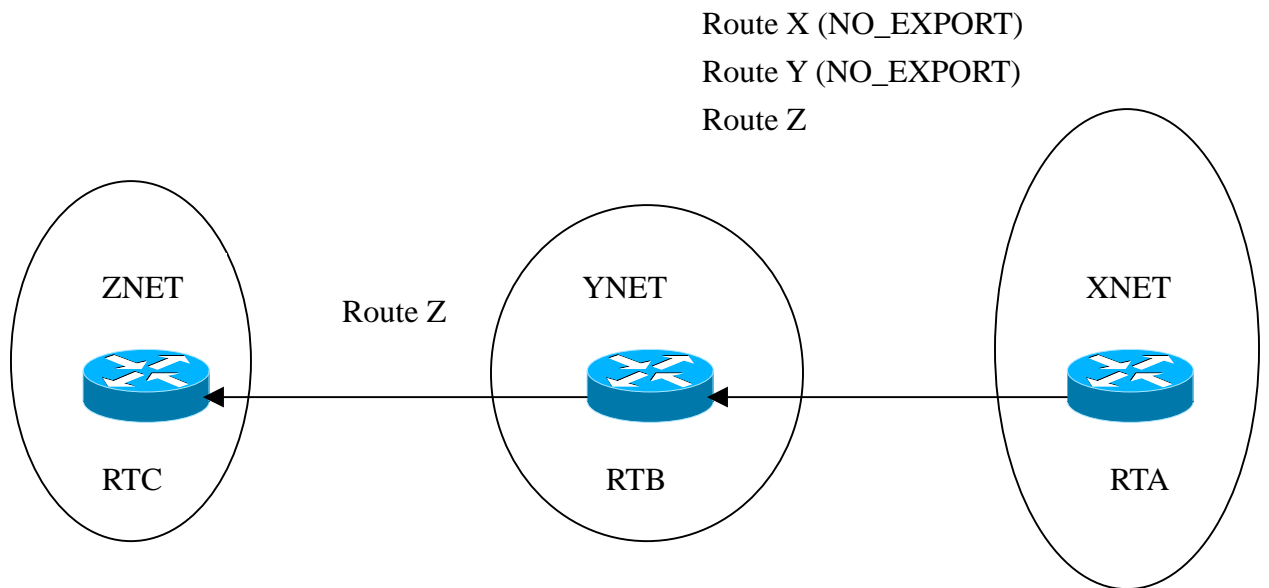 Route X (NO_EXPORT)
Route Y (NO_EXPORT)
Route Z
ZNET
YNET
XNET
Route Z
RTC
RTB
RTA